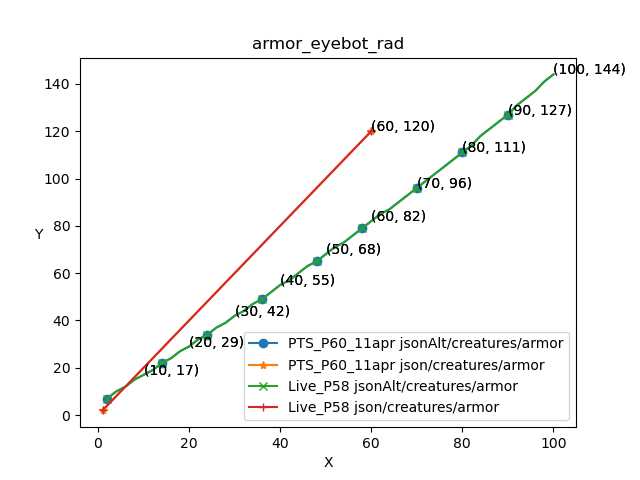 armor_eyebot_rad
(100, 144)
140
(60, 120)
120
(90, 127)
(80, 111)
100
(70, 96)
80
(60, 82)
Y
(50, 68)
60
(40, 55)
(30, 42)
40
(20, 29)
20
(10, 17)
0
PTS_P60_11apr jsonAlt/creatures/armor
PTS_P60_11apr json/creatures/armor
Live_P58 jsonAlt/creatures/armor
Live_P58 json/creatures/armor
0 20 40 60 80 100
X